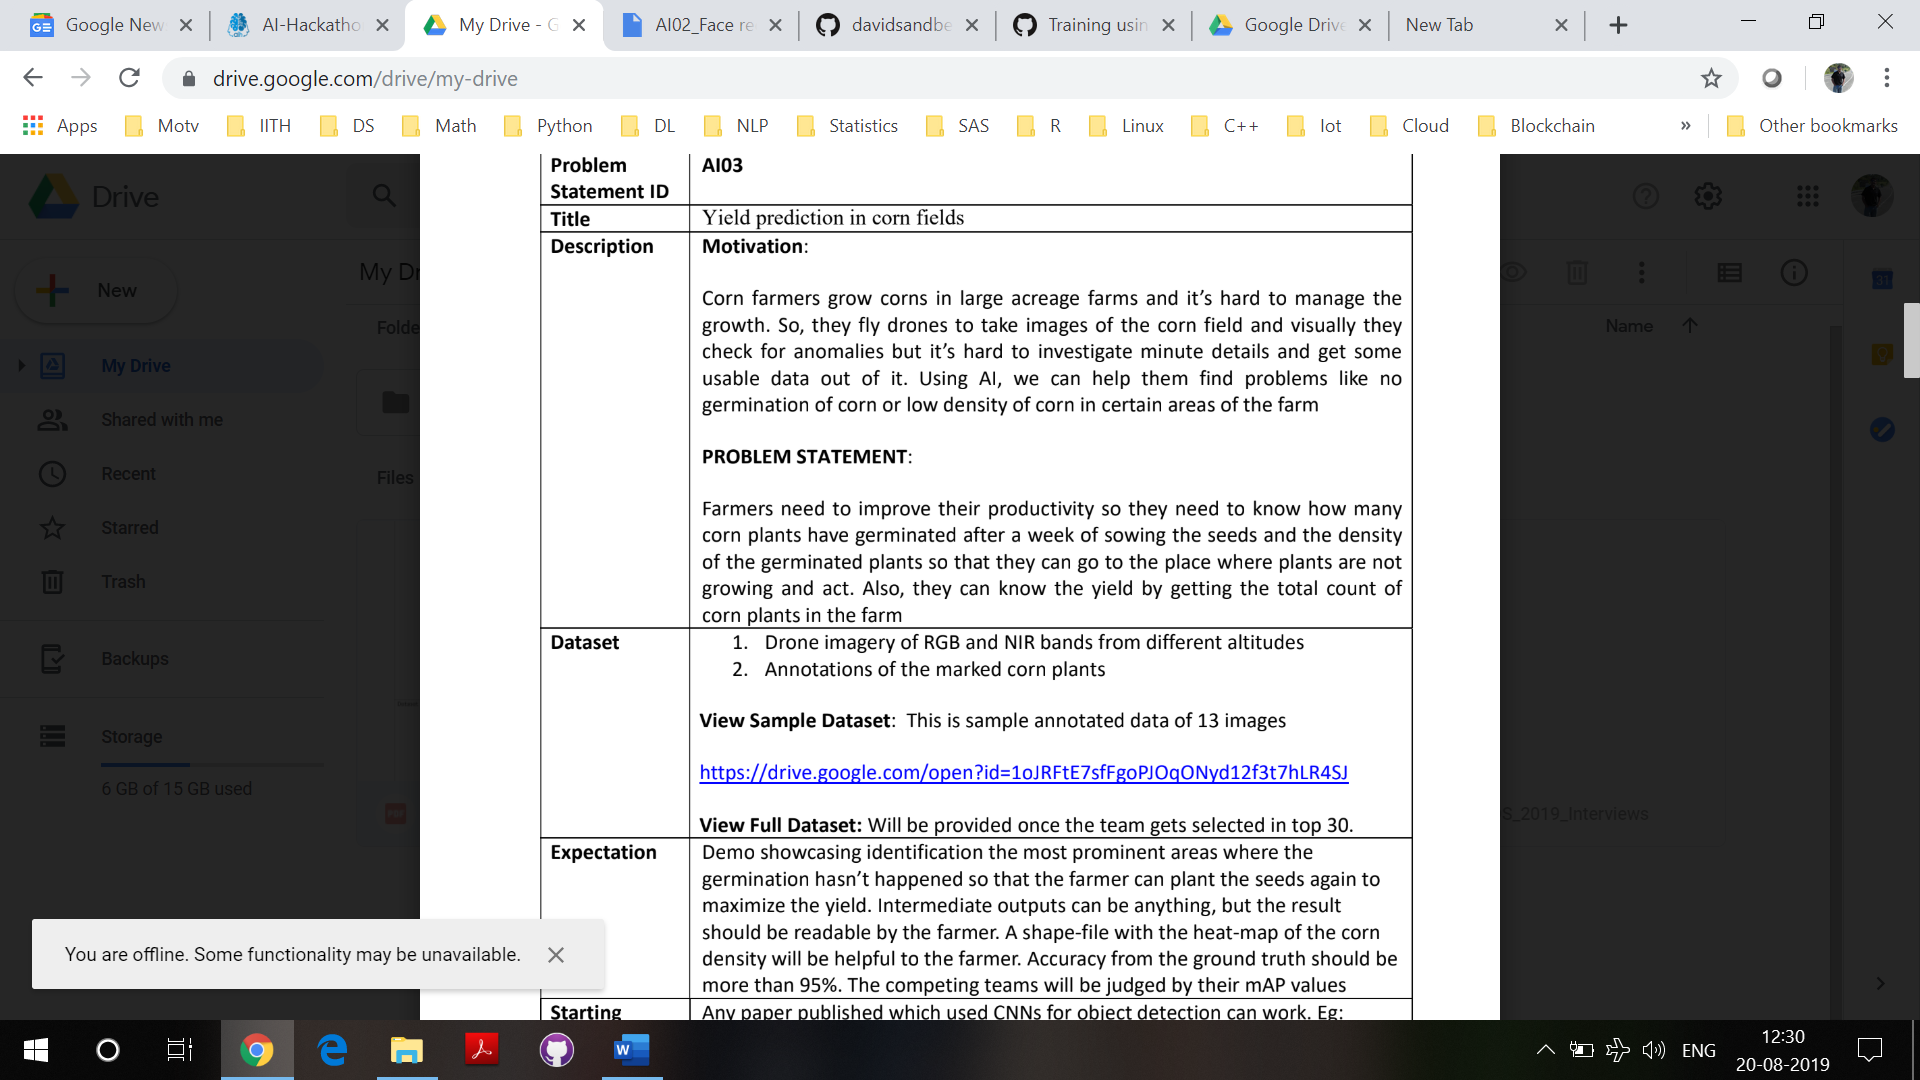 Google New
AI-Hackatho
My Drive - G
AI02_Face re
davidsandbe
Training usin
Google Drive
New Tab
drive.google.com/drive/my-drive
Apps
Motv
IITH
DS
Math
Python
DL
NLP
Statistics
SAS
R
Linux
C++
Iot
Cloud
Blockchain
»
Other bookmarks
Drive
New
My Drive
Shared with me
Recent
Starred
Trash
Backups
Storage
6 GB of 15 GB used
My Dr
Folde
Files
Problem
Statement ID
AI03
Title
Yield prediction in corn fields
Description
Motivation:
Corn farmers grow corns in large acreage farms and it’s hard to manage the
growth. So, they fly drones to take images of the corn field and visually they
check for anomalies but it’s hard to investigate minute details and get some
usable data out of it. Using AI, we can help them find problems like no
germination of corn or low density of corn in certain areas of the farm
PROBLEM STATEMENT:
Farmers need to improve their productivity so they need to know how many
corn plants have germinated after a week of sowing the seeds and the density
of the germinated plants so that they can go to the place where plants are not
growing and act. Also, they can know the yield by getting the total count of
corn plants in the farm
Dataset
1. Drone imagery of RGB and NIR bands from different altitudes
2. Annotations of the marked corn plants
View Sample Dataset: This is sample annotated data of 13 images
https://drive.google.com/open?id=1oJRFtE7sfFgoPJOqONyd12f3t7hLR4SJ
View Full Dataset: Will be provided once the team gets selected in top 30.
Expectation
Demo showcasing identification the most prominent areas where the
germination hasn’t happened so that the farmer can plant the seeds again to
maximize the yield. Intermediate outputs can be anything, but the result
should be readable by the farmer. A shape-file with the heat-map of the corn
density will be helpful to the farmer. Accuracy from the ground truth should be
more than 95%. The competing teams will be judged by their mAP values
Starting
Any paper published which used CNNs for object detection can work. Eg:
Name
31
S_2019_Interviews
You are offline. Some functionality may be unavailable.
ENG
12:30
20-08-2019